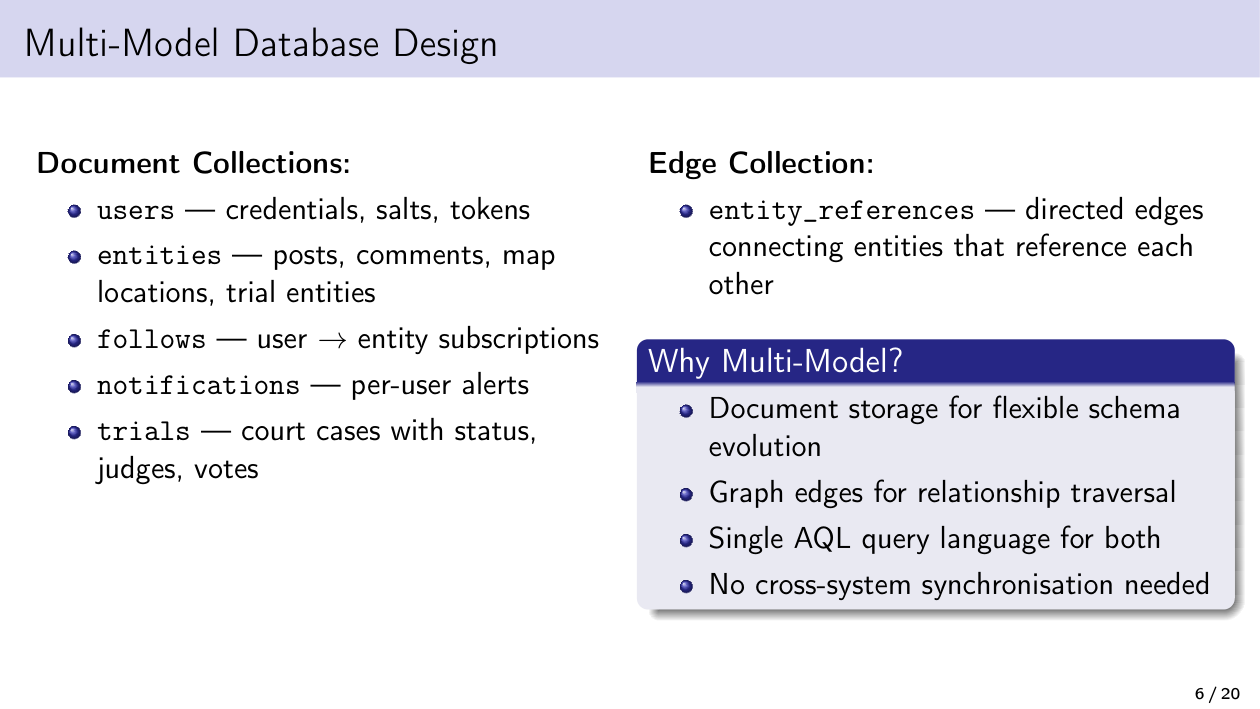 Multi-Model Database Design
Document Collections:
users — credentials, salts, tokens
entities — posts, comments, map
locations, trial entities
follows — user → entity subscriptions
notifications — per-user alerts
trials — court cases with status,
judges, votes
Edge Collection:
entity_references — directed edges
connecting entities that reference each
other
Why Multi-Model?
Document storage for flexible schema
evolution
Graph edges for relationship traversal
Single AQL query language for both
No cross-system synchronisation needed
6 / 20